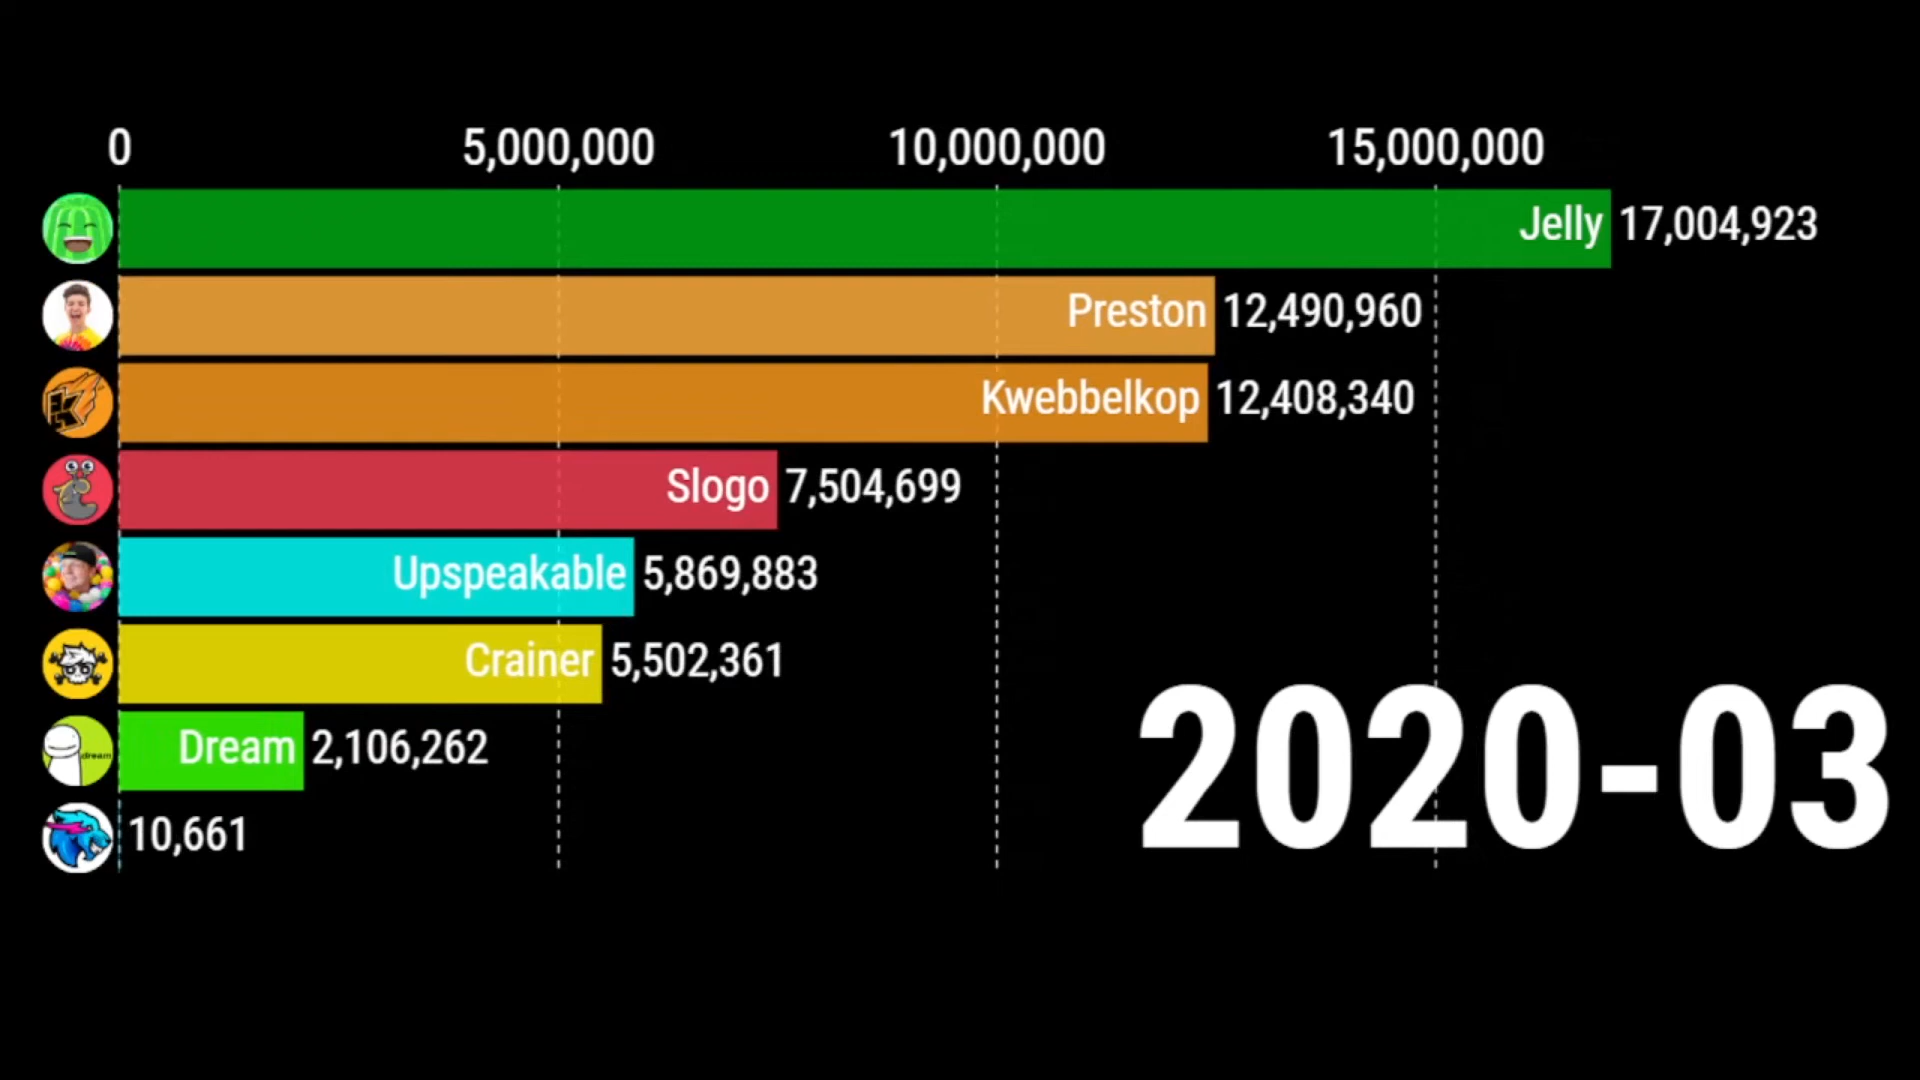 0 5,000,000 10,000,000 15,000,000
Jelly 17,004,923
Preston 12,490,960
Kwebbelkop 12,408,340
Slogo 7,504,699
Upspeakable 5,869,883
Crainer 5,502,361
dream Dream 2,106,262
10,661
2020-03